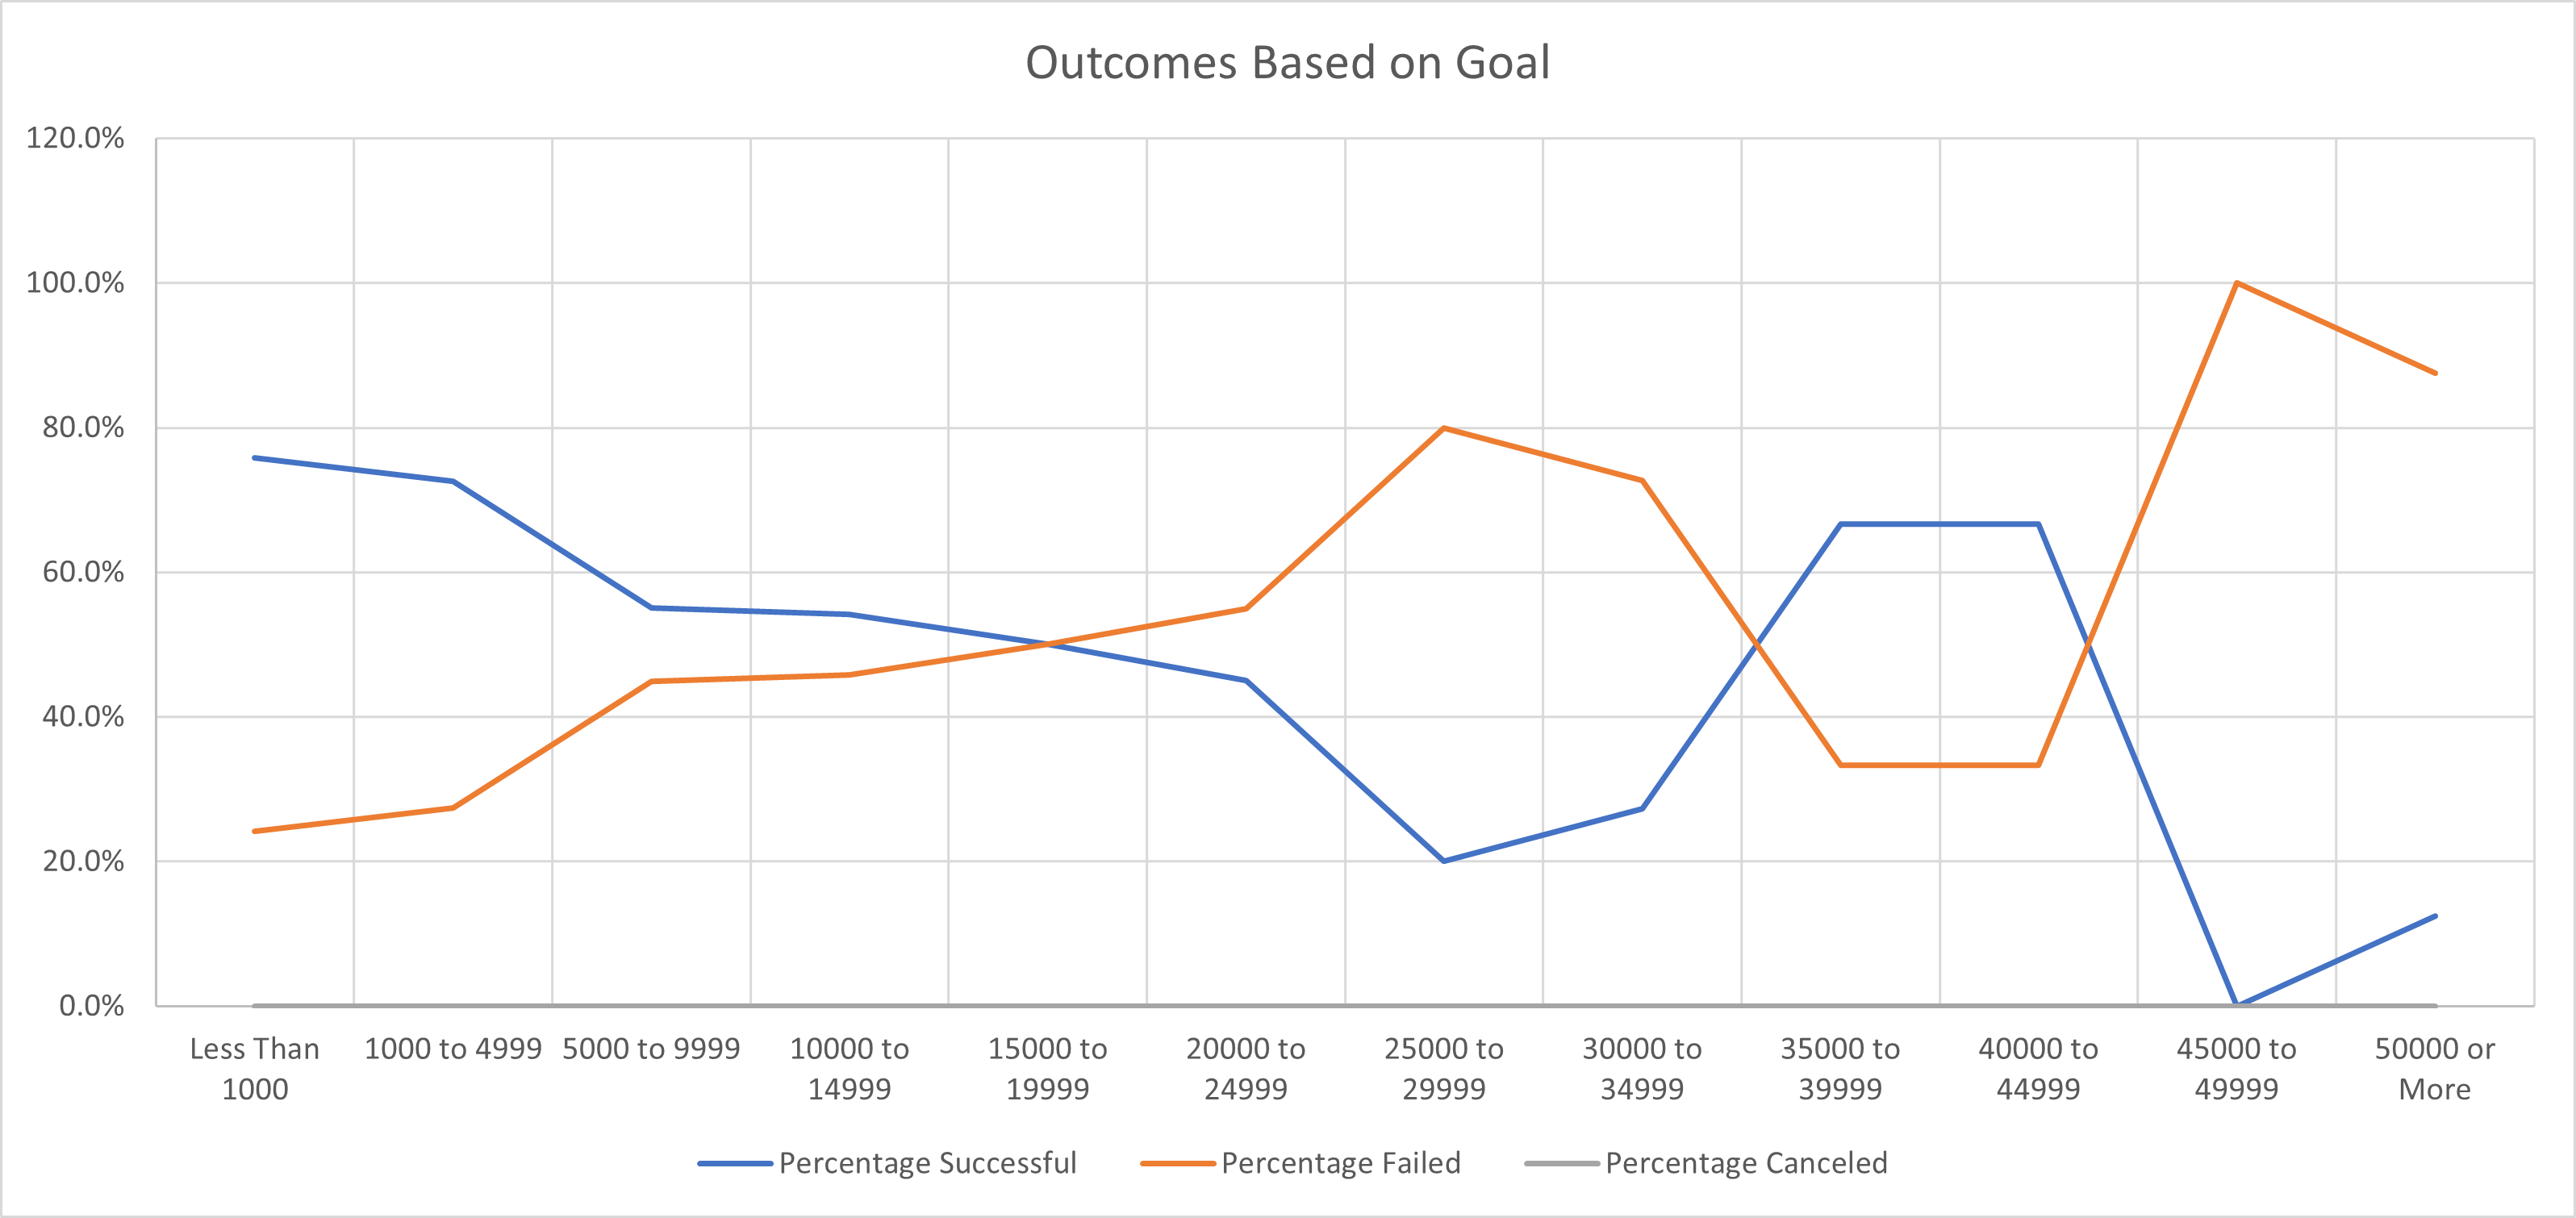 Outcomes Based on Goal
120.0%
100.0%
80.0%
60.0%
40.0%
20.0%
0.0%
Less Than 1000
1000 to 4999
5000 to 9999
10000 to 14999
15000 to 19999
20000 to 24999
25000 to 29999
30000 to 34999
35000 to 39999
40000 to 44999
45000 to 49999
50000 or More
Percentage Successful
Percentage Failed
Percentage Canceled